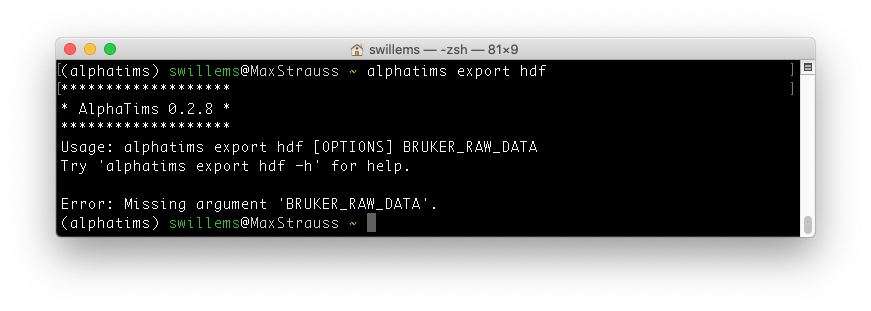 swillems — -zsh — 81×9
[(alphatims) swillems@MaxStrauss ~ alphatims export hdf ]
[******************* ]
* AlphaTims 0.2.8 *
*******************
Usage: alphatims export hdf [OPTIONS] BRUKER_RAW_DATA
Try 'alphatims export hdf -h' for help.
Error: Missing argument 'BRUKER_RAW_DATA'.
(alphatims) swillems@MaxStrauss ~